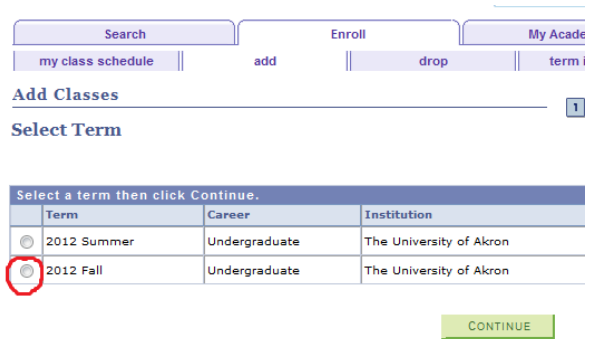 Search Enroll My Acade
my class schedule add drop term i
Add Classes
1
Select Term
Select a term then click Continue.
Term Career Institution
2012 Summer Undergraduate The University of Akron
2012 Fall Undergraduate The University of Akron
CONTINUE